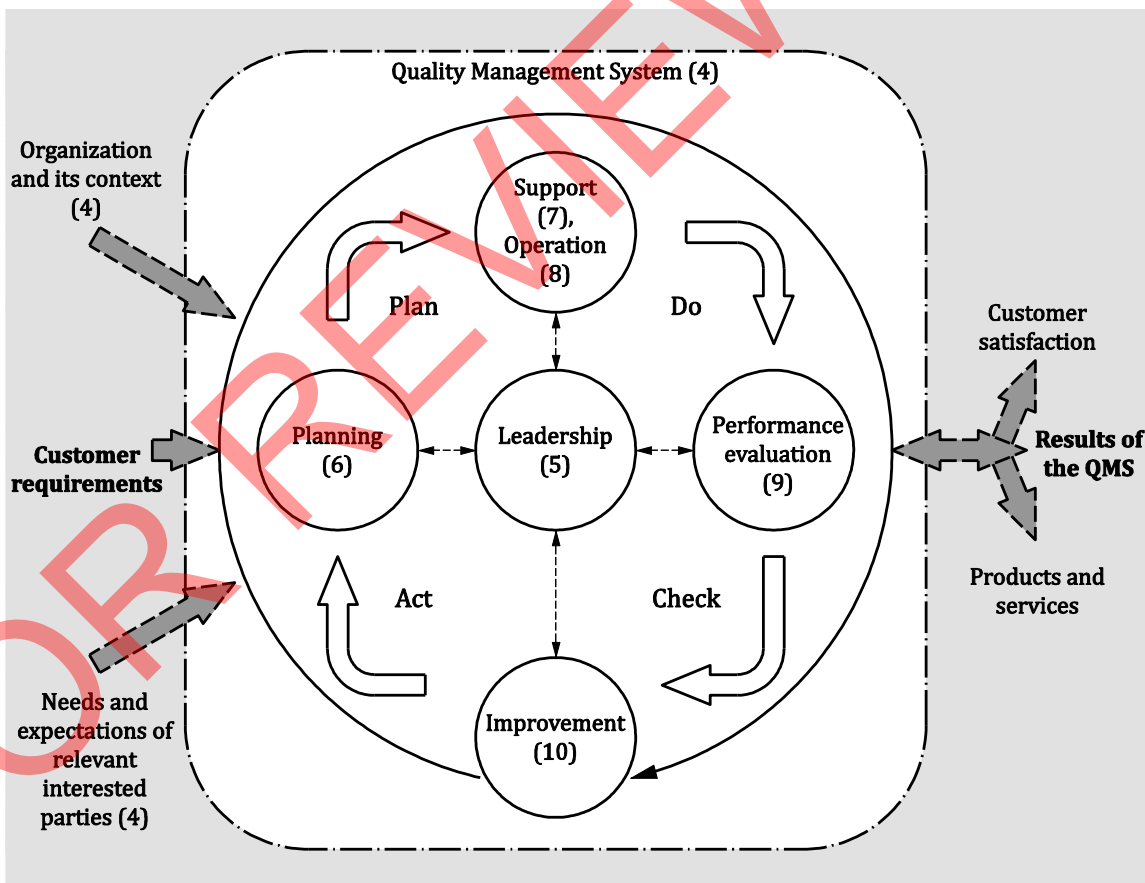 Quality Management System (4)
Organization
and its context
(4)
Support
(7),
Operation
(8)
Plan
Do
Customer
satisfaction
Customer
requirements
Planning
(6)
Leadership
(5)
Performance
evaluation
(9)
Results of
the QMS
Act
Check
Products and
services
Needs and
expectations of
relevant
interested
parties (4)
Improvement
(10)
OR REVIEW